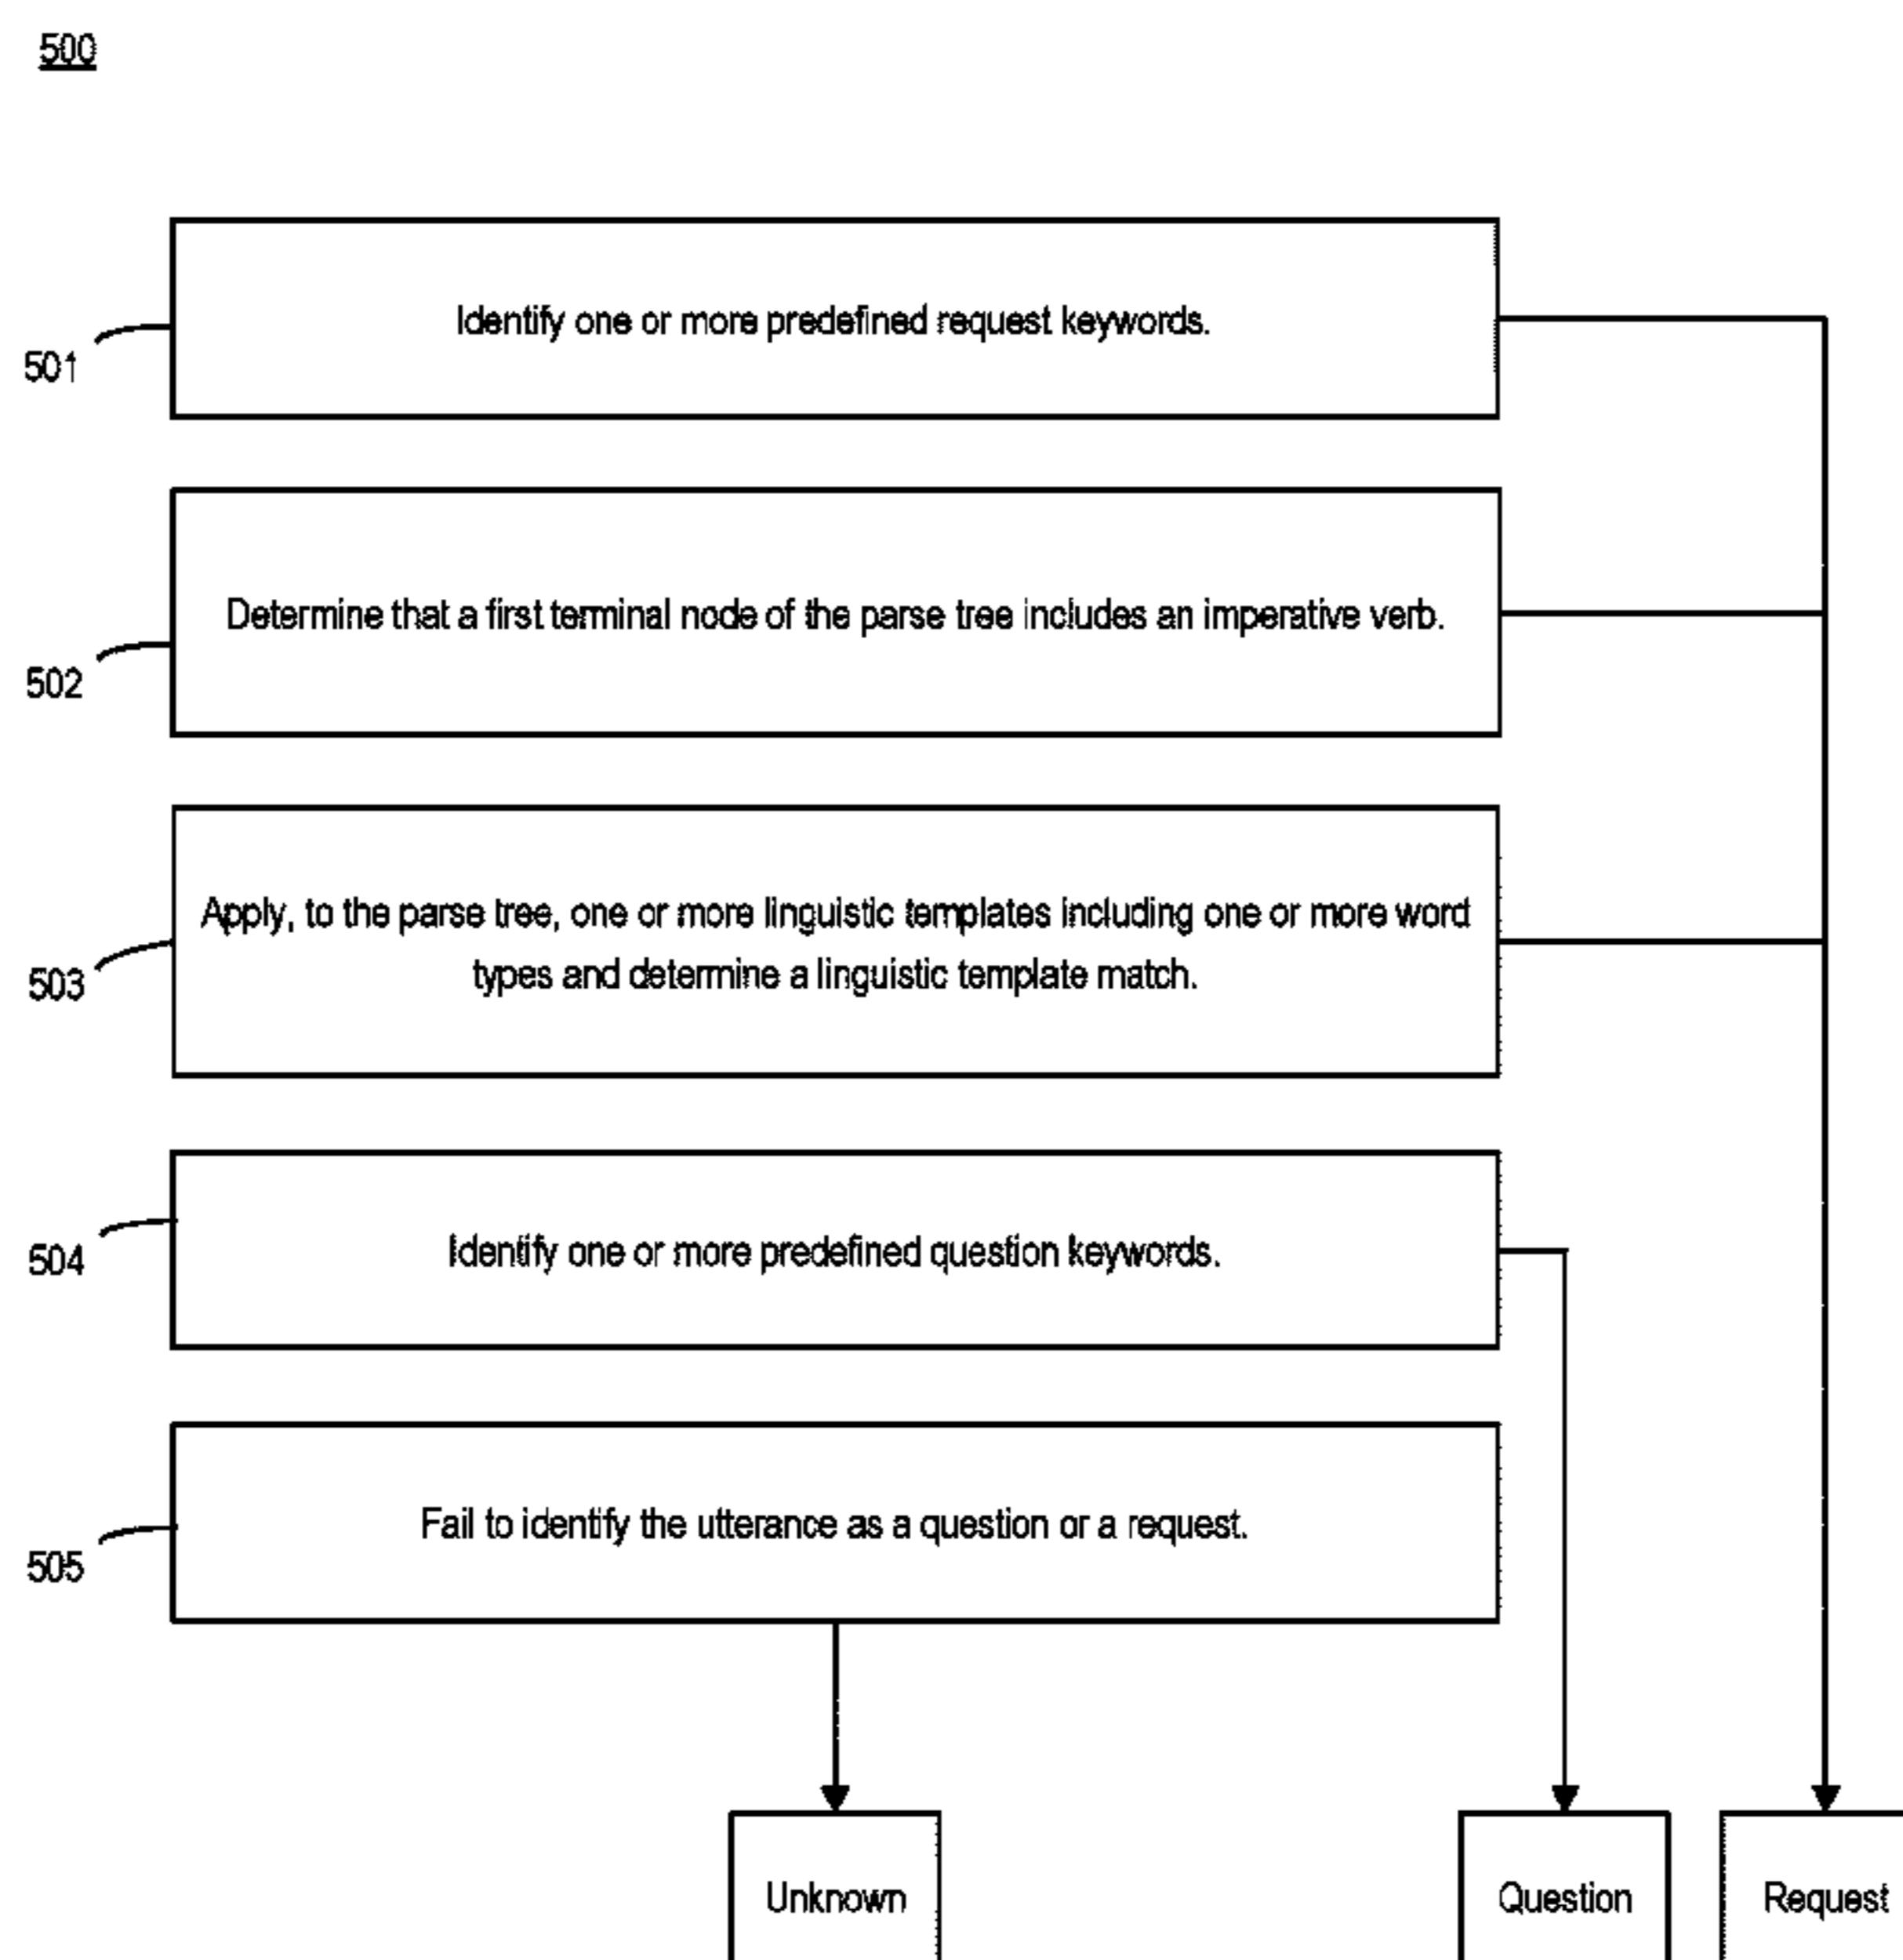 500
Identify one or more predefined request keywords.
501
Determine that a first terminal node of the parse tree includes an imperative verb.
502
Apply, to the parse tree, one or more linguistic templates including one or more word
types and determine a linguistic template match.
503
Identify one or more predefined question keywords.
504
Fail to identify the utterance as a question or a request.
505
Unknown
Question
Request